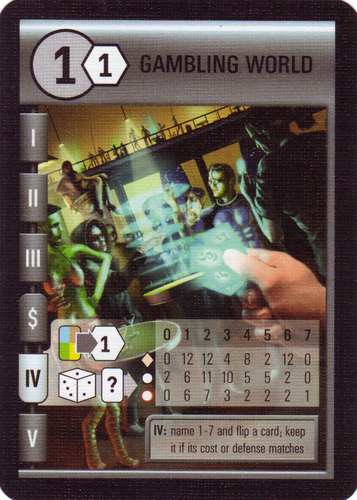 1 1 GAMBLING WORLD
I
II
III
$
IV
V
1
?
0 1 2 3 4 5 6 7
0 12 12 4 8 2 12 0
2 6 11 10 5 5 2 0
0 6 7 3 2 2 2 1
IV: name 1-7 and flip a card; keep
it if its cost or defense matches